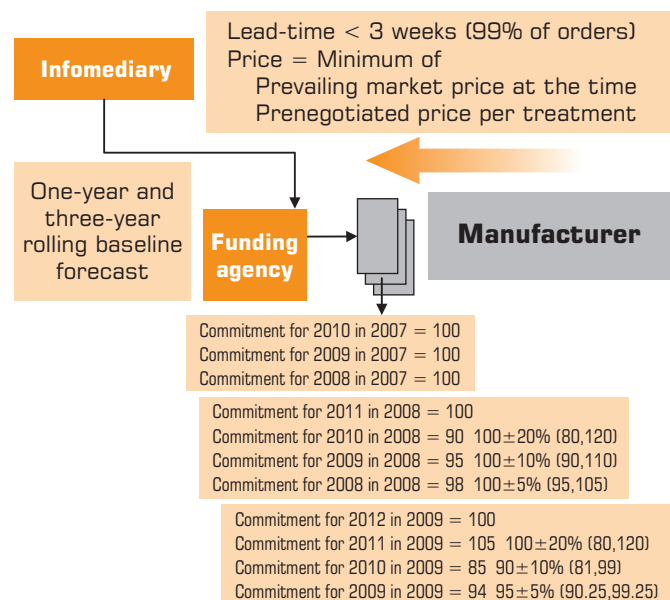 Infomediary
Lead-time < 3 weeks (99% of orders)
Price = Minimum of
Prevailing market price at the time
Prenegotiated price per treatment
One-year and
three-year
rolling baseline
forecast
Funding
agency
Manufacturer
Commitment for 2010 in 2007 = 100
Commitment for 2009 in 2007 = 100
Commitment for 2008 in 2007 = 100
Commitment for 2011 in 2008 = 100
Commitment for 2010 in 2008 = 90 100±20% (80,120)
Commitment for 2009 in 2008 = 95 100±10% (90,110)
Commitment for 2008 in 2008 = 98 100±5% (95,105)
Commitment for 2012 in 2009 = 100
Commitment for 2011 in 2009 = 105 100±20% (80,120)
Commitment for 2010 in 2009 = 85 90±10% (81,99)
Commitment for 2009 in 2009 = 94 95±5% (90.25,99.25)